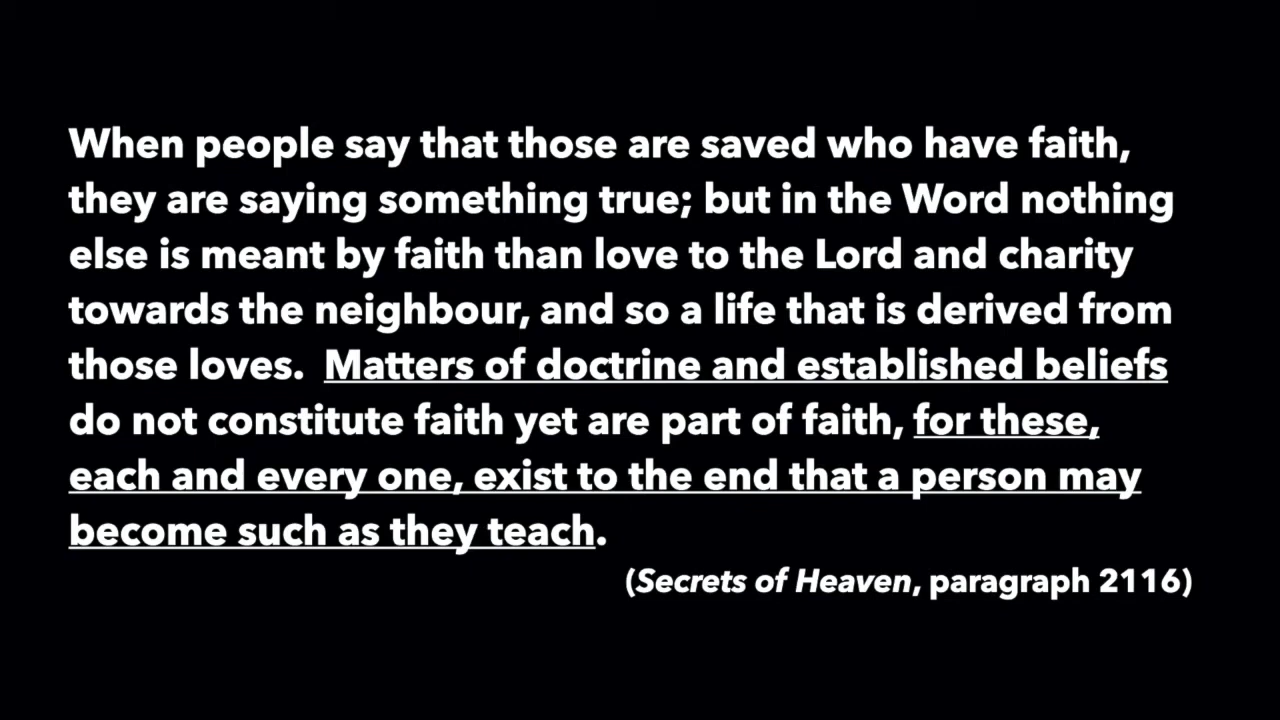 When people say that those are saved who have faith,
they are saying something true; but in the Word nothing
else is meant by faith than love to the Lord and charity
towards the neighbour, and so a life that is derived from
those loves.  Matters of doctrine and established beliefs
do not constitute faith yet are part of faith, for these,
each and every one, exist to the end that a person may
become such as they teach.
(Secrets of Heaven, paragraph 2116)